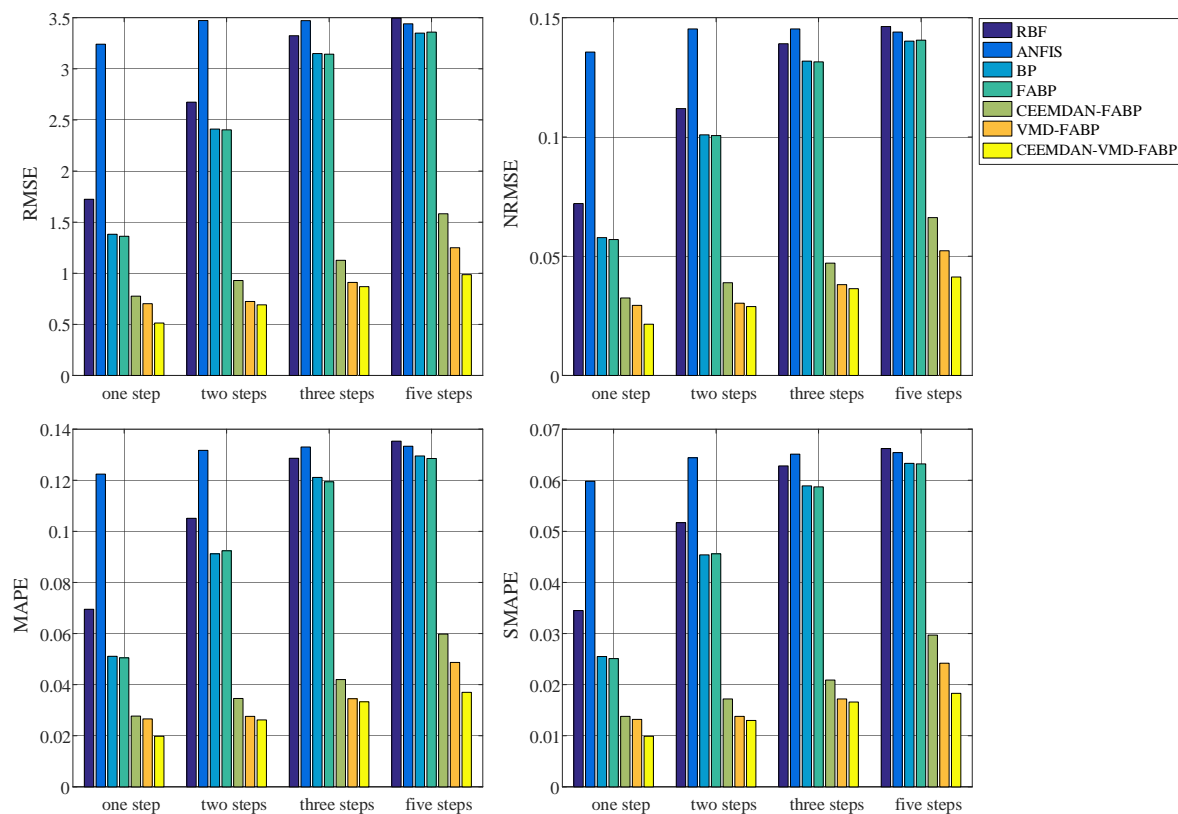 3.5
3
2.5
2
1.5
1
0.5
0
RMSE
one step two steps three steps five steps
0.15
0.1
0.05
0
NRMSE
one step two steps three steps five steps
RBF
ANFIS
BP
FABP
CEEMDAN-FABP
VMD-FABP
CEEMDAN-VMD-FABP
0.14
0.12
0.1
0.08
0.06
0.04
0.02
0
MAPE
one step two steps three steps five steps
0.07
0.06
0.05
0.04
0.03
0.02
0.01
0
SMAPE
one step two steps three steps five steps